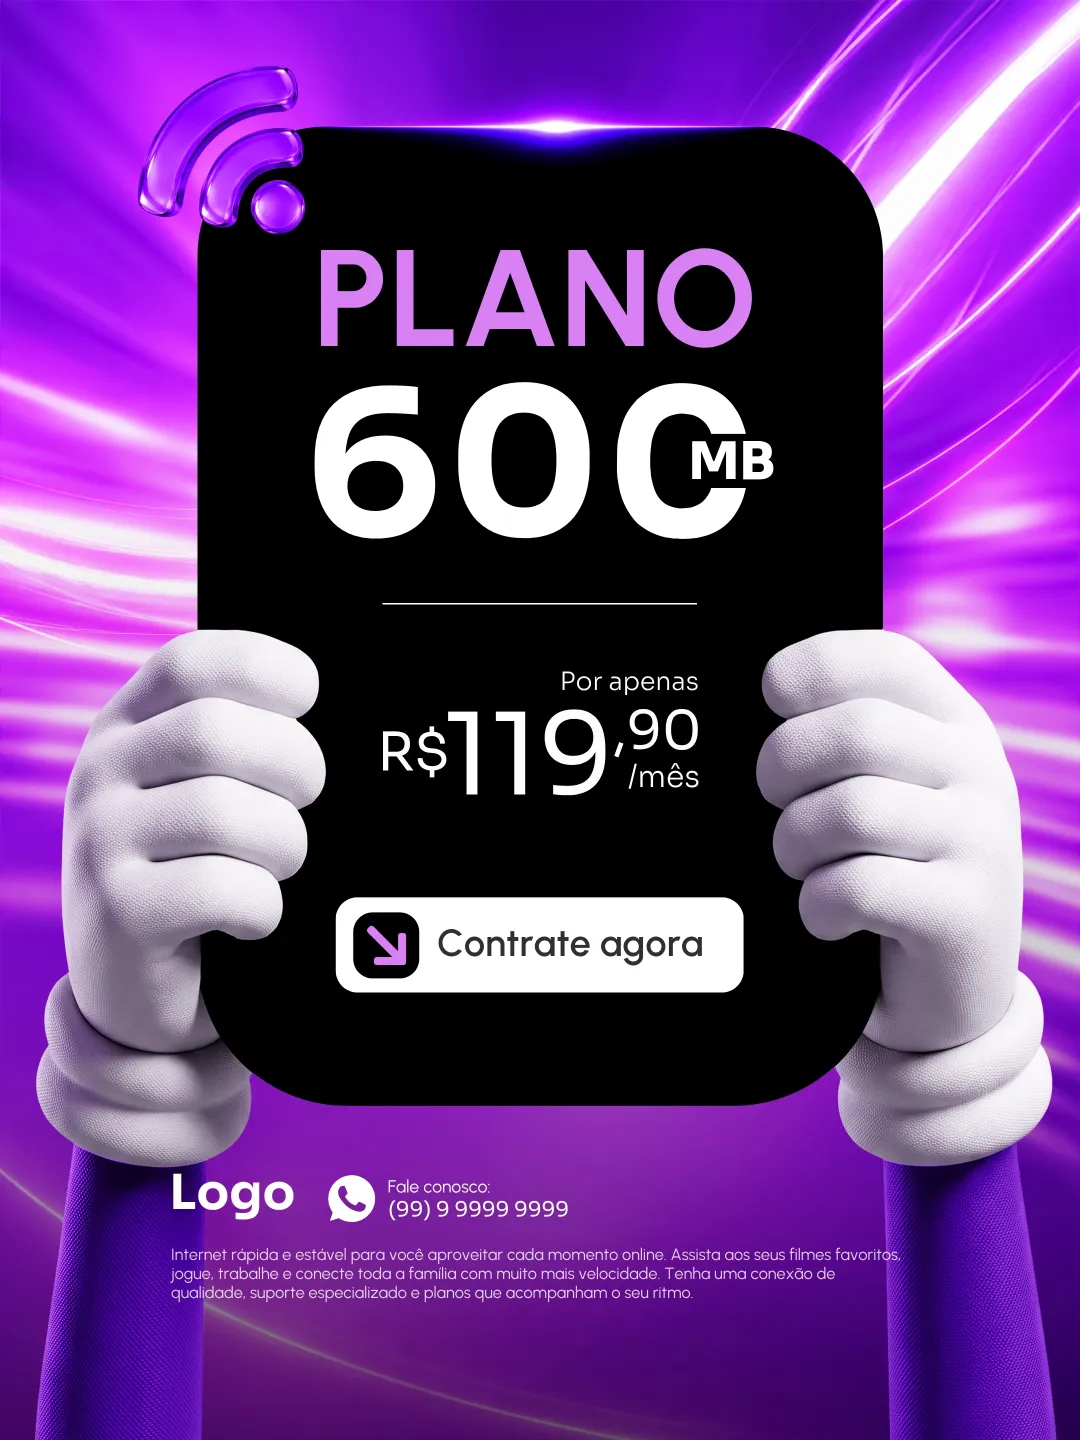 PLANO
600
MB
Por apenas
R$119,90
/mês
Contrate agora
Logo
Fale conosco:
(99) 9 9999 9999
Internet rápida e estável para você aproveitar cada momento online. Assista aos seus filmes favoritos,
jogue, trabalhe e conecte toda a família com muito mais velocidade. Tenha uma conexão de
qualidade, suporte especializado e planos que acompanham o seu ritmo.